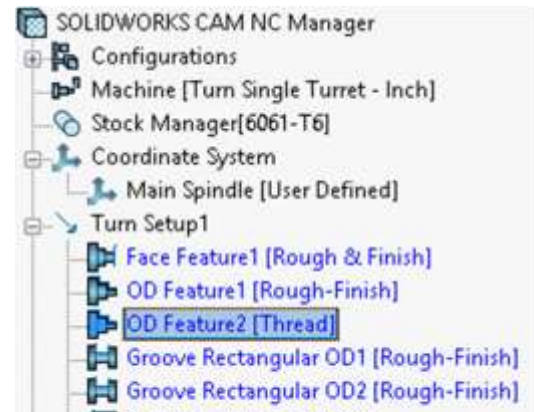 SOLIDWORKS CAM NC Manager
Configurations
Machine [Turn Single Turret - Inch]
Stock Manager[6061-T6]
Coordinate System
Main Spindle [User Defined]
Turn Setup1
Face Feature1 [Rough & Finish]
OD Feature1 [Rough-Finish]
OD Feature2 [Thread]
Groove Rectangular OD1 [Rough-Finish]
Groove Rectangular OD2 [Rough-Finish]